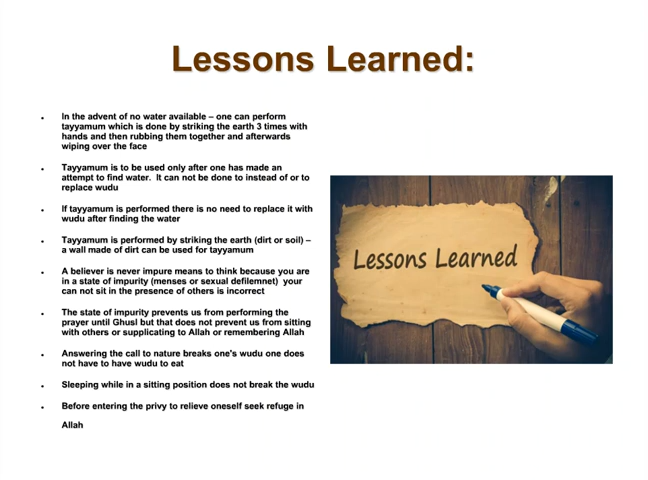 Lessons Learned:
• In the advent of no water available – one can perform
tayyamum which is done by striking the earth 3 times with
hands and then rubbing them together and afterwards
wiping over the face
• Tayyamum is to be used only after one has made an
attempt to find water.  It can not be done to instead of or to
replace wudu
• If tayyamum is performed there is no need to replace it with
wudu after finding the water
• Tayyamum is performed by striking the earth (dirt or soil) –
a wall made of dirt can be used for tayyamum
• A believer is never impure means to think because you are
in a state of impurity (menses or sexual defilemnet)  your
can not sit in the presence of others is incorrect
• The state of impurity prevents us from performing the
prayer until Ghusl but that does not prevent us from sitting
with others or supplicating to Allah or remembering Allah
• Answering the call to nature breaks one's wudu one does
not have to have wudu to eat
• Sleeping while in a sitting position does not break the wudu
• Before entering the privy to relieve oneself seek refuge in
Allah
Lessons Learned